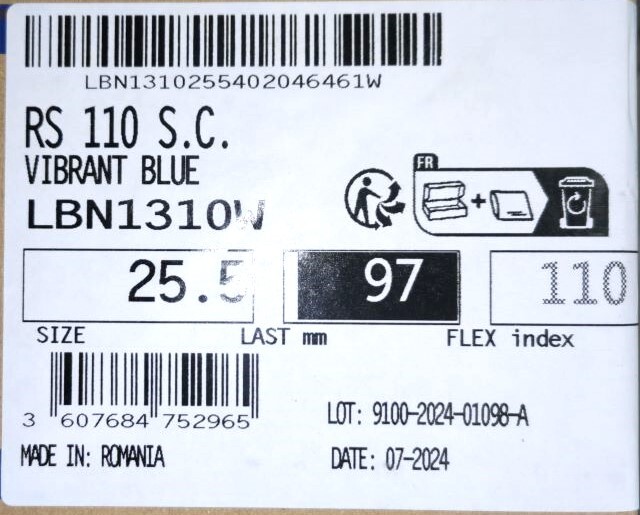 LBN1310255402046461W
RS 110 S.C.
VIBRANT BLUE
LBN1310W
FR
25.5 97 110
SIZE LAST mm FLEX index
3 607684 752965
LOT: 9100-2024-01098-A
MADE IN: ROMANIA
DATE: 07-2024